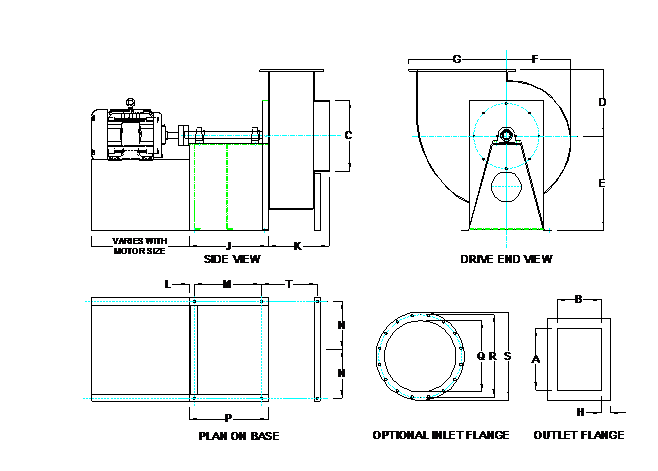 G F
D
C
E
VARIES WITH
MOTOR SIZE
J K
SIDE VIEW
DRIVE END VIEW
L M T
B
N
Q R S
A
N
H
P
PLAN ON BASE
OPTIONAL INLET FLANGE
OUTLET FLANGE